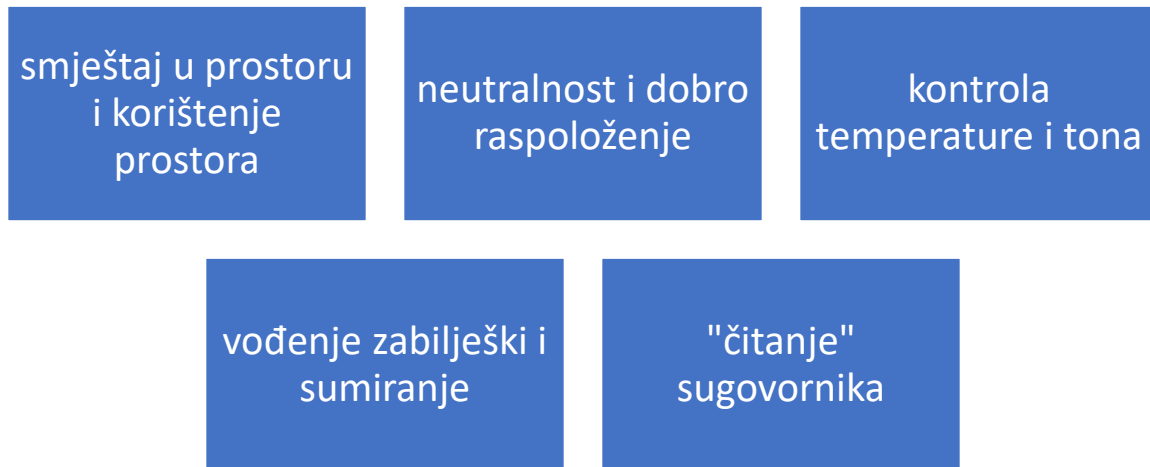 smještaj u prostoru
i korištenje
prostora
neutralnost i dobro
raspoloženje
kontrola
temperature i tona
vođenje zabilješki i
sumiranje
"čitanje"
sugovornika